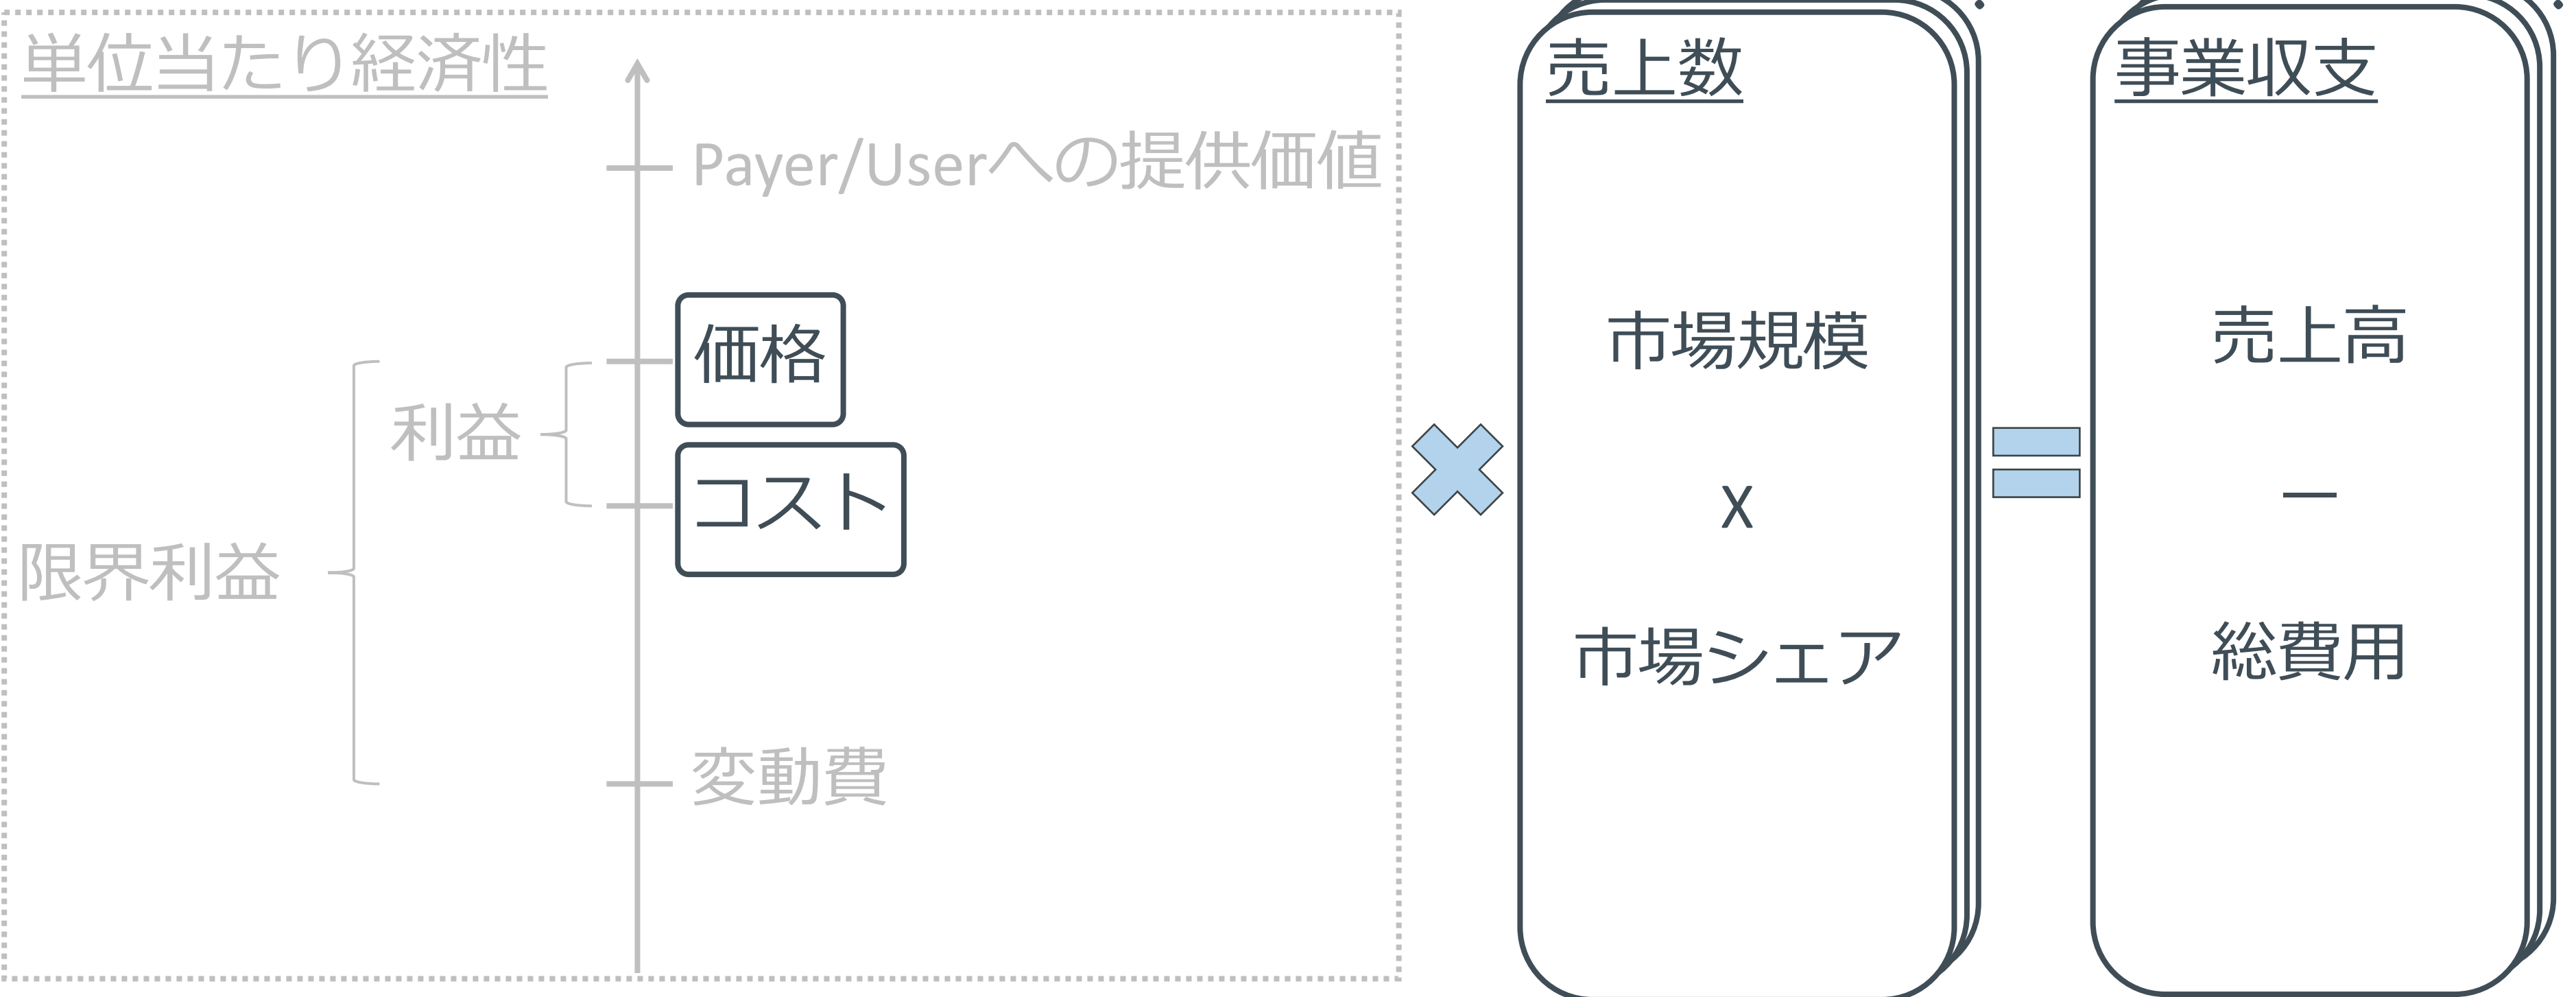 単位当たり経済性
Payer/Userへの提供価値
価格
利益
コスト
限界利益
変動費
売上数
市場規模
x
市場シェア
事業収支
売上高
ー
総費用